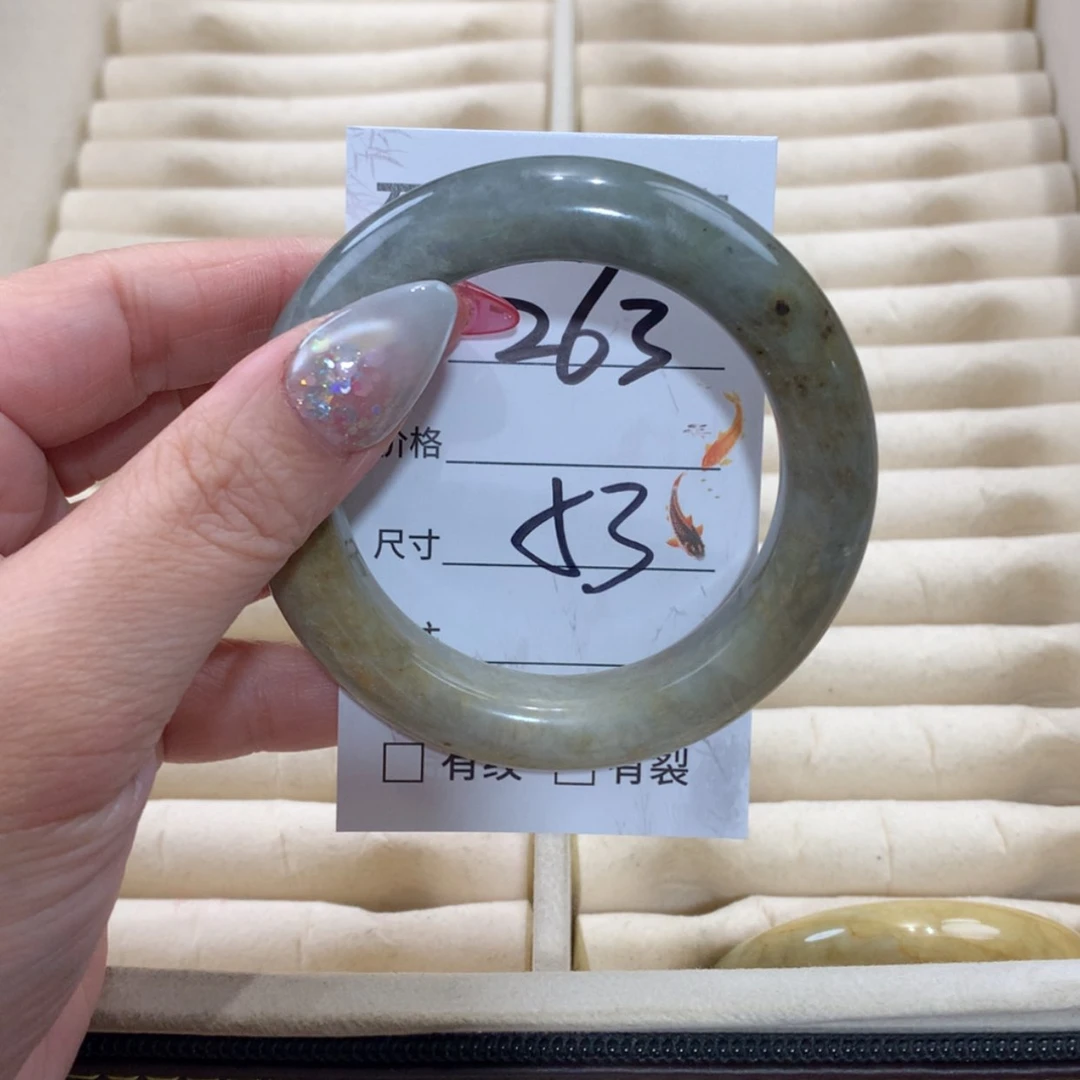 263
价格
尺寸 53
有纹 有裂